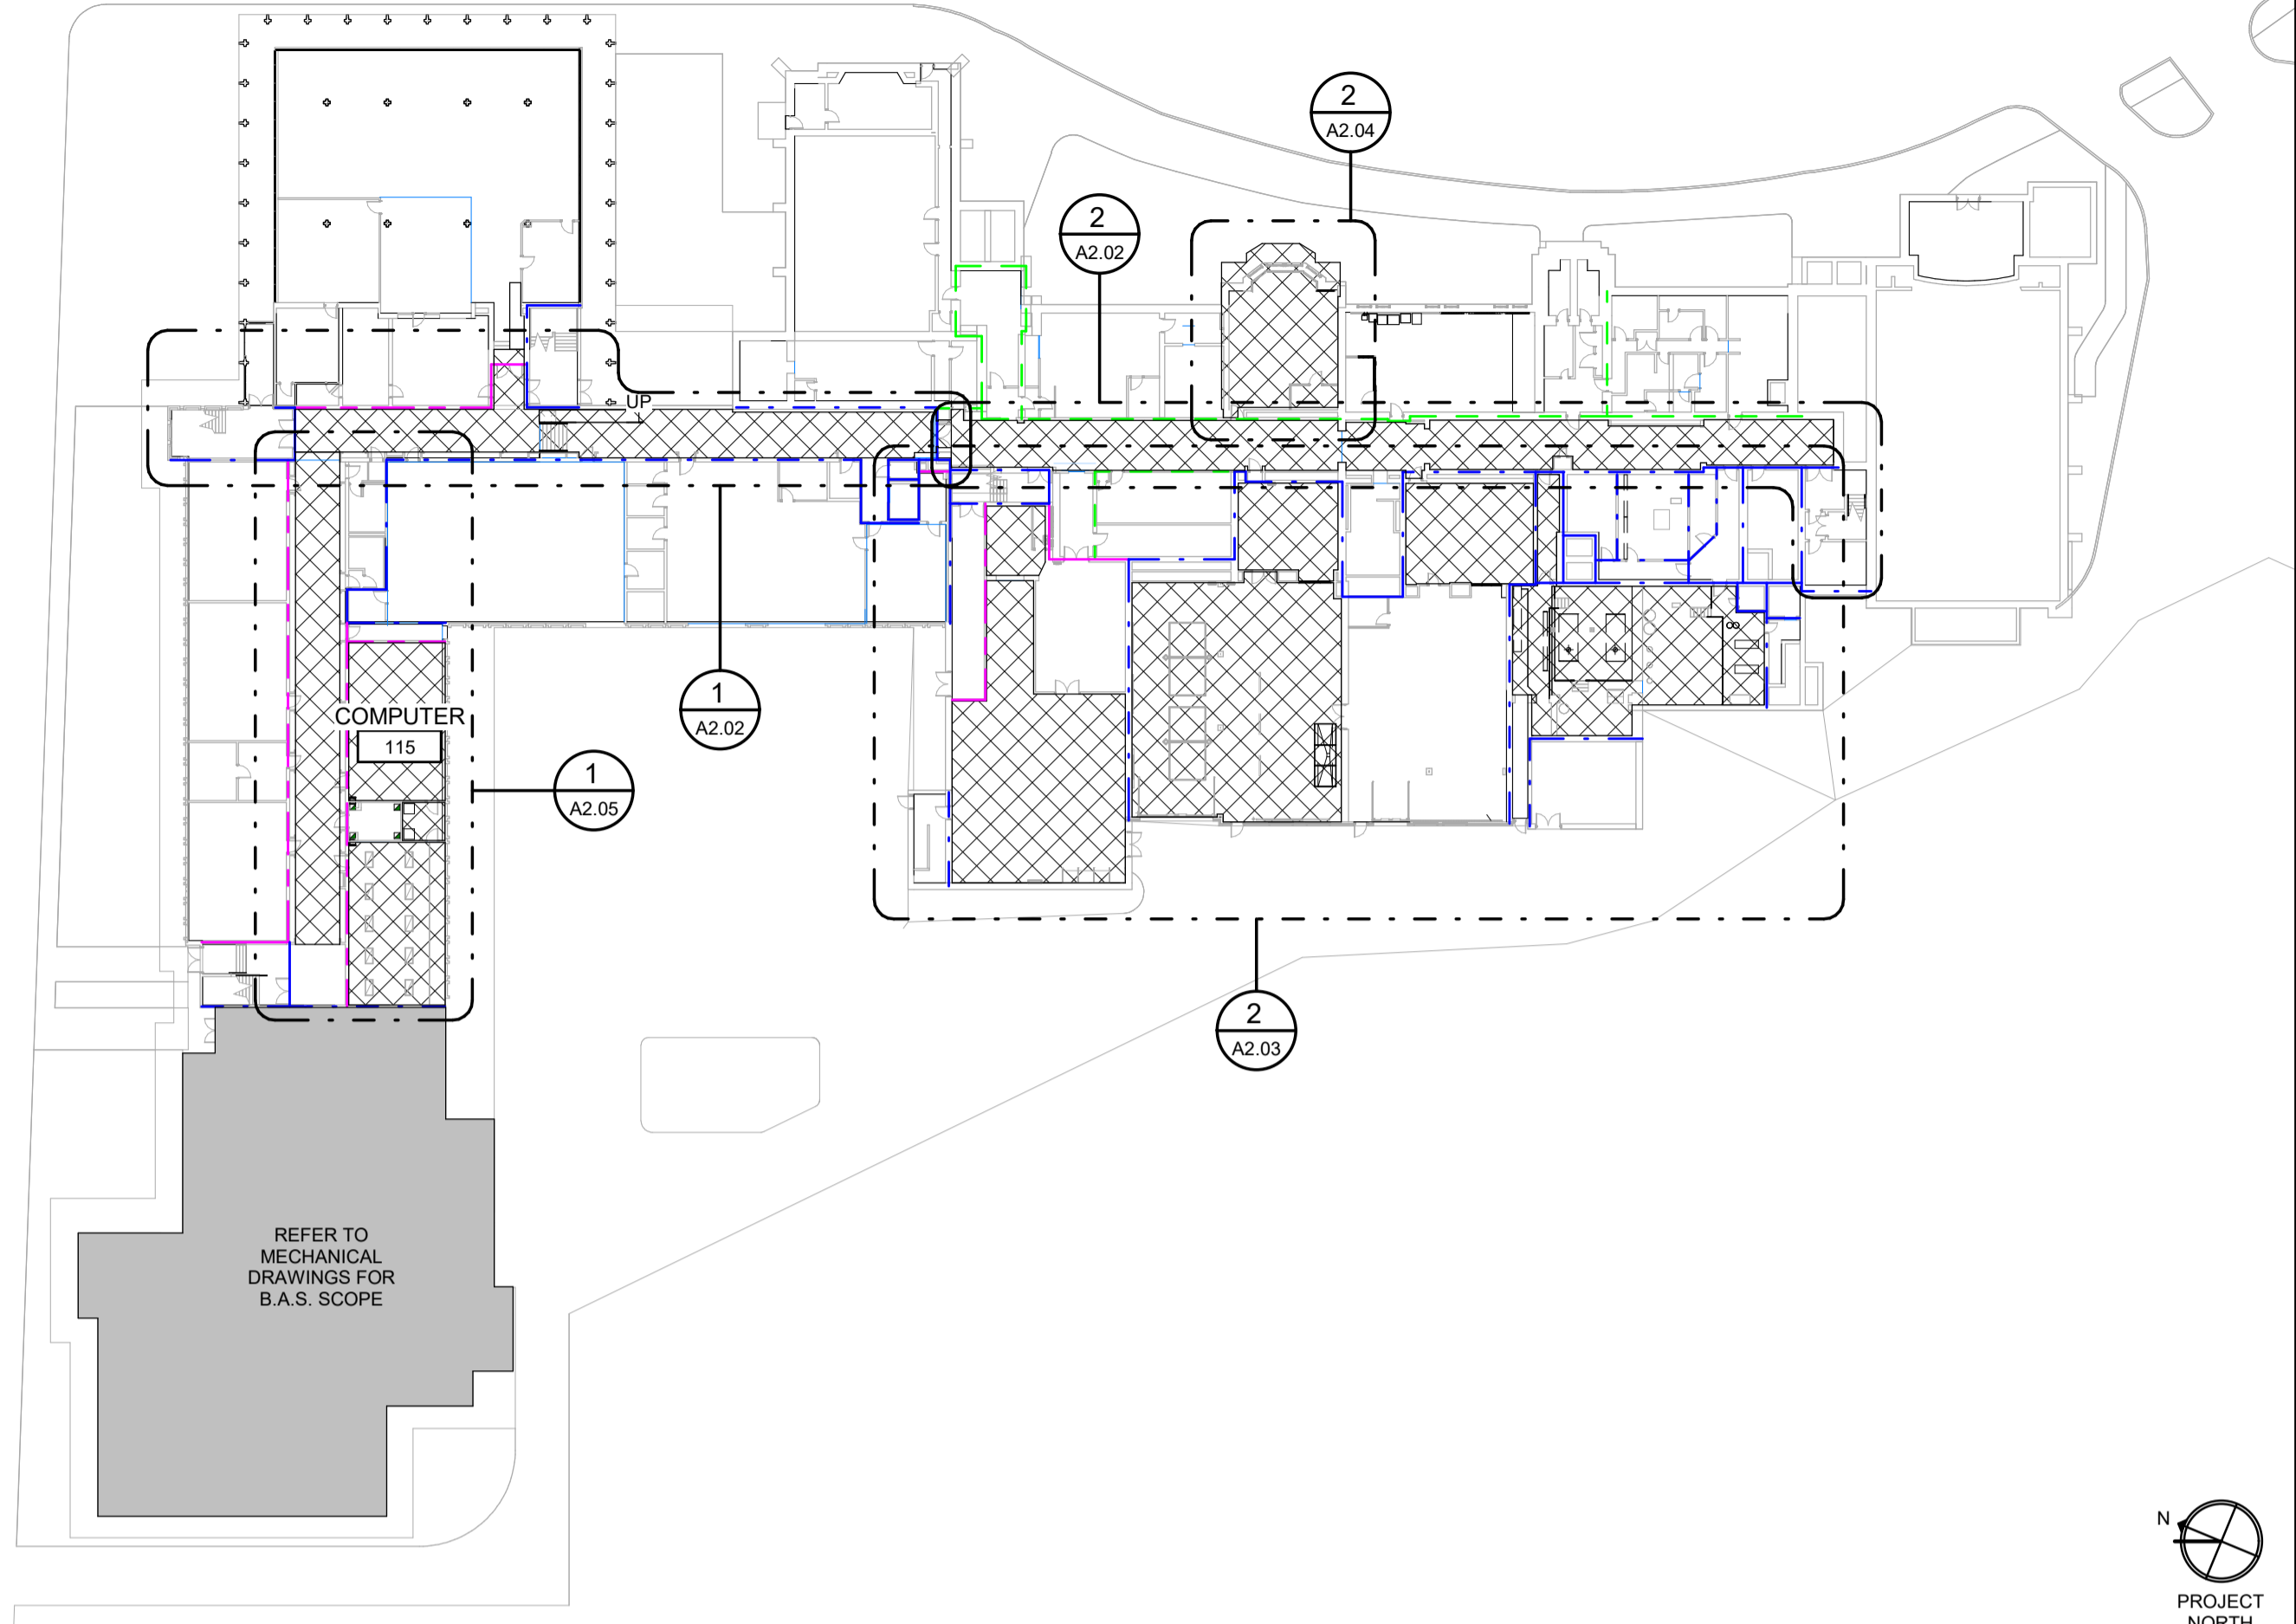 2
A2.04
2
A2.02
UP
1
A2.02
COMPUTER
115
1
A2.05
2
A2.03
REFER TO
MECHANICAL
DRAWINGS FOR
B.A.S. SCOPE
N
PROJECT
NORTH